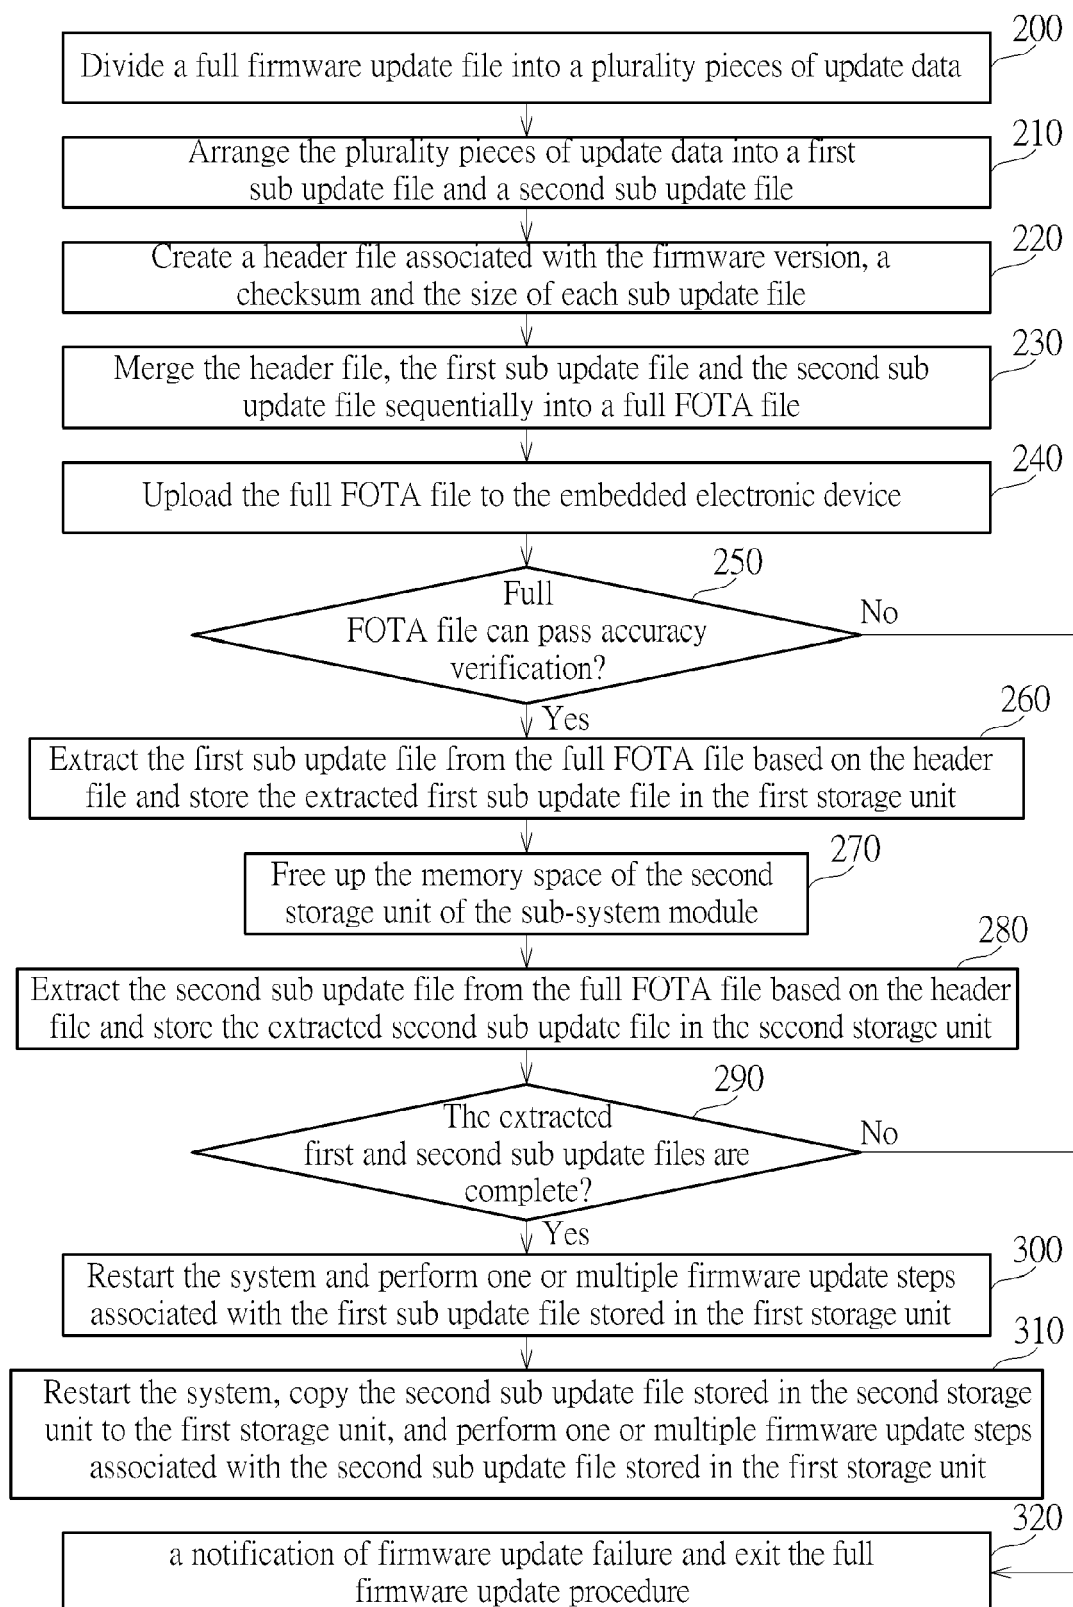 200
Divide a full firmware update file into a plurality pieces of update data
210
Arrange the plurality pieces of update data into a first
sub update file and a second sub update file
220
Create a header file associated with the firmware version, a
checksum and the size of each sub update file
230
Merge the header file, the first sub update file and the second sub
update file sequentially into a full FOTA file
240
Upload the full FOTA file to the embedded electronic device
250
Full
FOTA file can pass accuracy
verification?
No
Yes
260
Extract the first sub update file from the full FOTA file based on the header
file and store the extracted first sub update file in the first storage unit
270
Free up the memory space of the second
storage unit of the sub-system module
280
Extract the second sub update file from the full FOTA file based on the header
file and store the extracted second sub update file in the second storage unit
290
The extracted
first and second sub update files are
complete?
No
Yes
300
Restart the system and perform one or multiple firmware update steps
associated with the first sub update file stored in the first storage unit
310
Restart the system, copy the second sub update file stored in the second storage
unit to the first storage unit, and perform one or multiple firmware update steps
associated with the second sub update file stored in the first storage unit
320
a notification of firmware update failure and exit the full
firmware update procedure